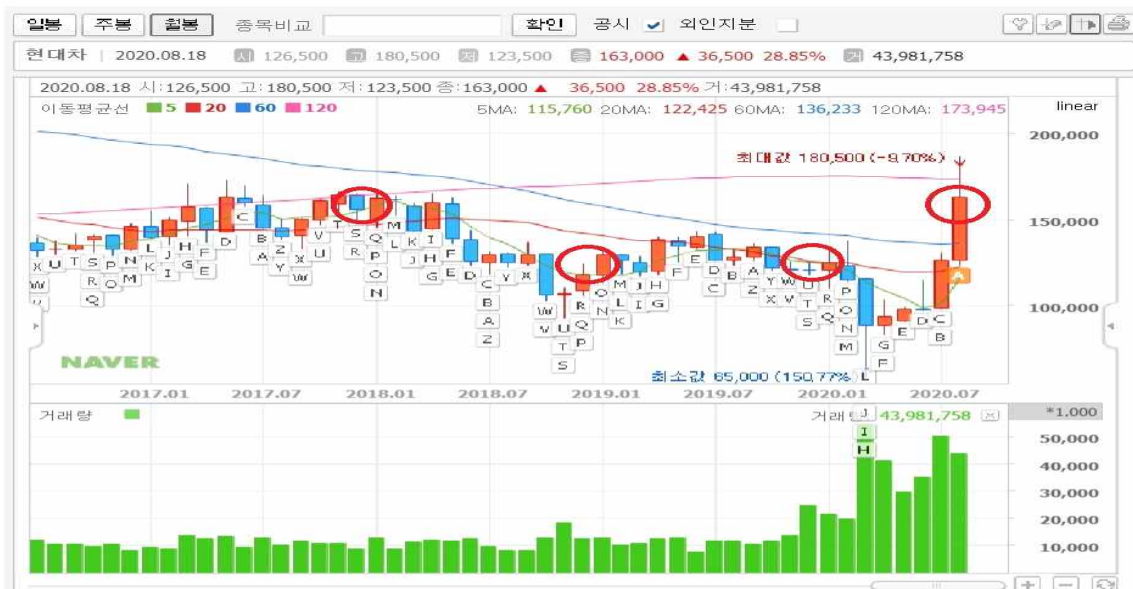 일봉 주봉 월봉 종목비교 확인 공시 외인지분
현대차 2020.08.18 시 126,500 고 180,500 저 123,500 종 163,000 ▲ 36,500 28.85% 거 43,981,758
2020.08.18 시:126,500 고:180,500 저:123,500 종:163,000 ▲ 36,500 28.85% 거:43,981,758
이동평균선 5 20 60 120 5MA: 115,760 20MA: 122,425 60MA: 136,233 120MA: 173,945 linear
200,000
최대값 180,500 (-9.70%)
150,000
100,000
NAVER
최소값 65,000 (150.77%)
2017.01 2017.07 2018.01 2018.07 2019.01 2019.07 2020.01 2020.07
거래량 43,981,758 *1,000
50,000
40,000
30,000
20,000
10,000